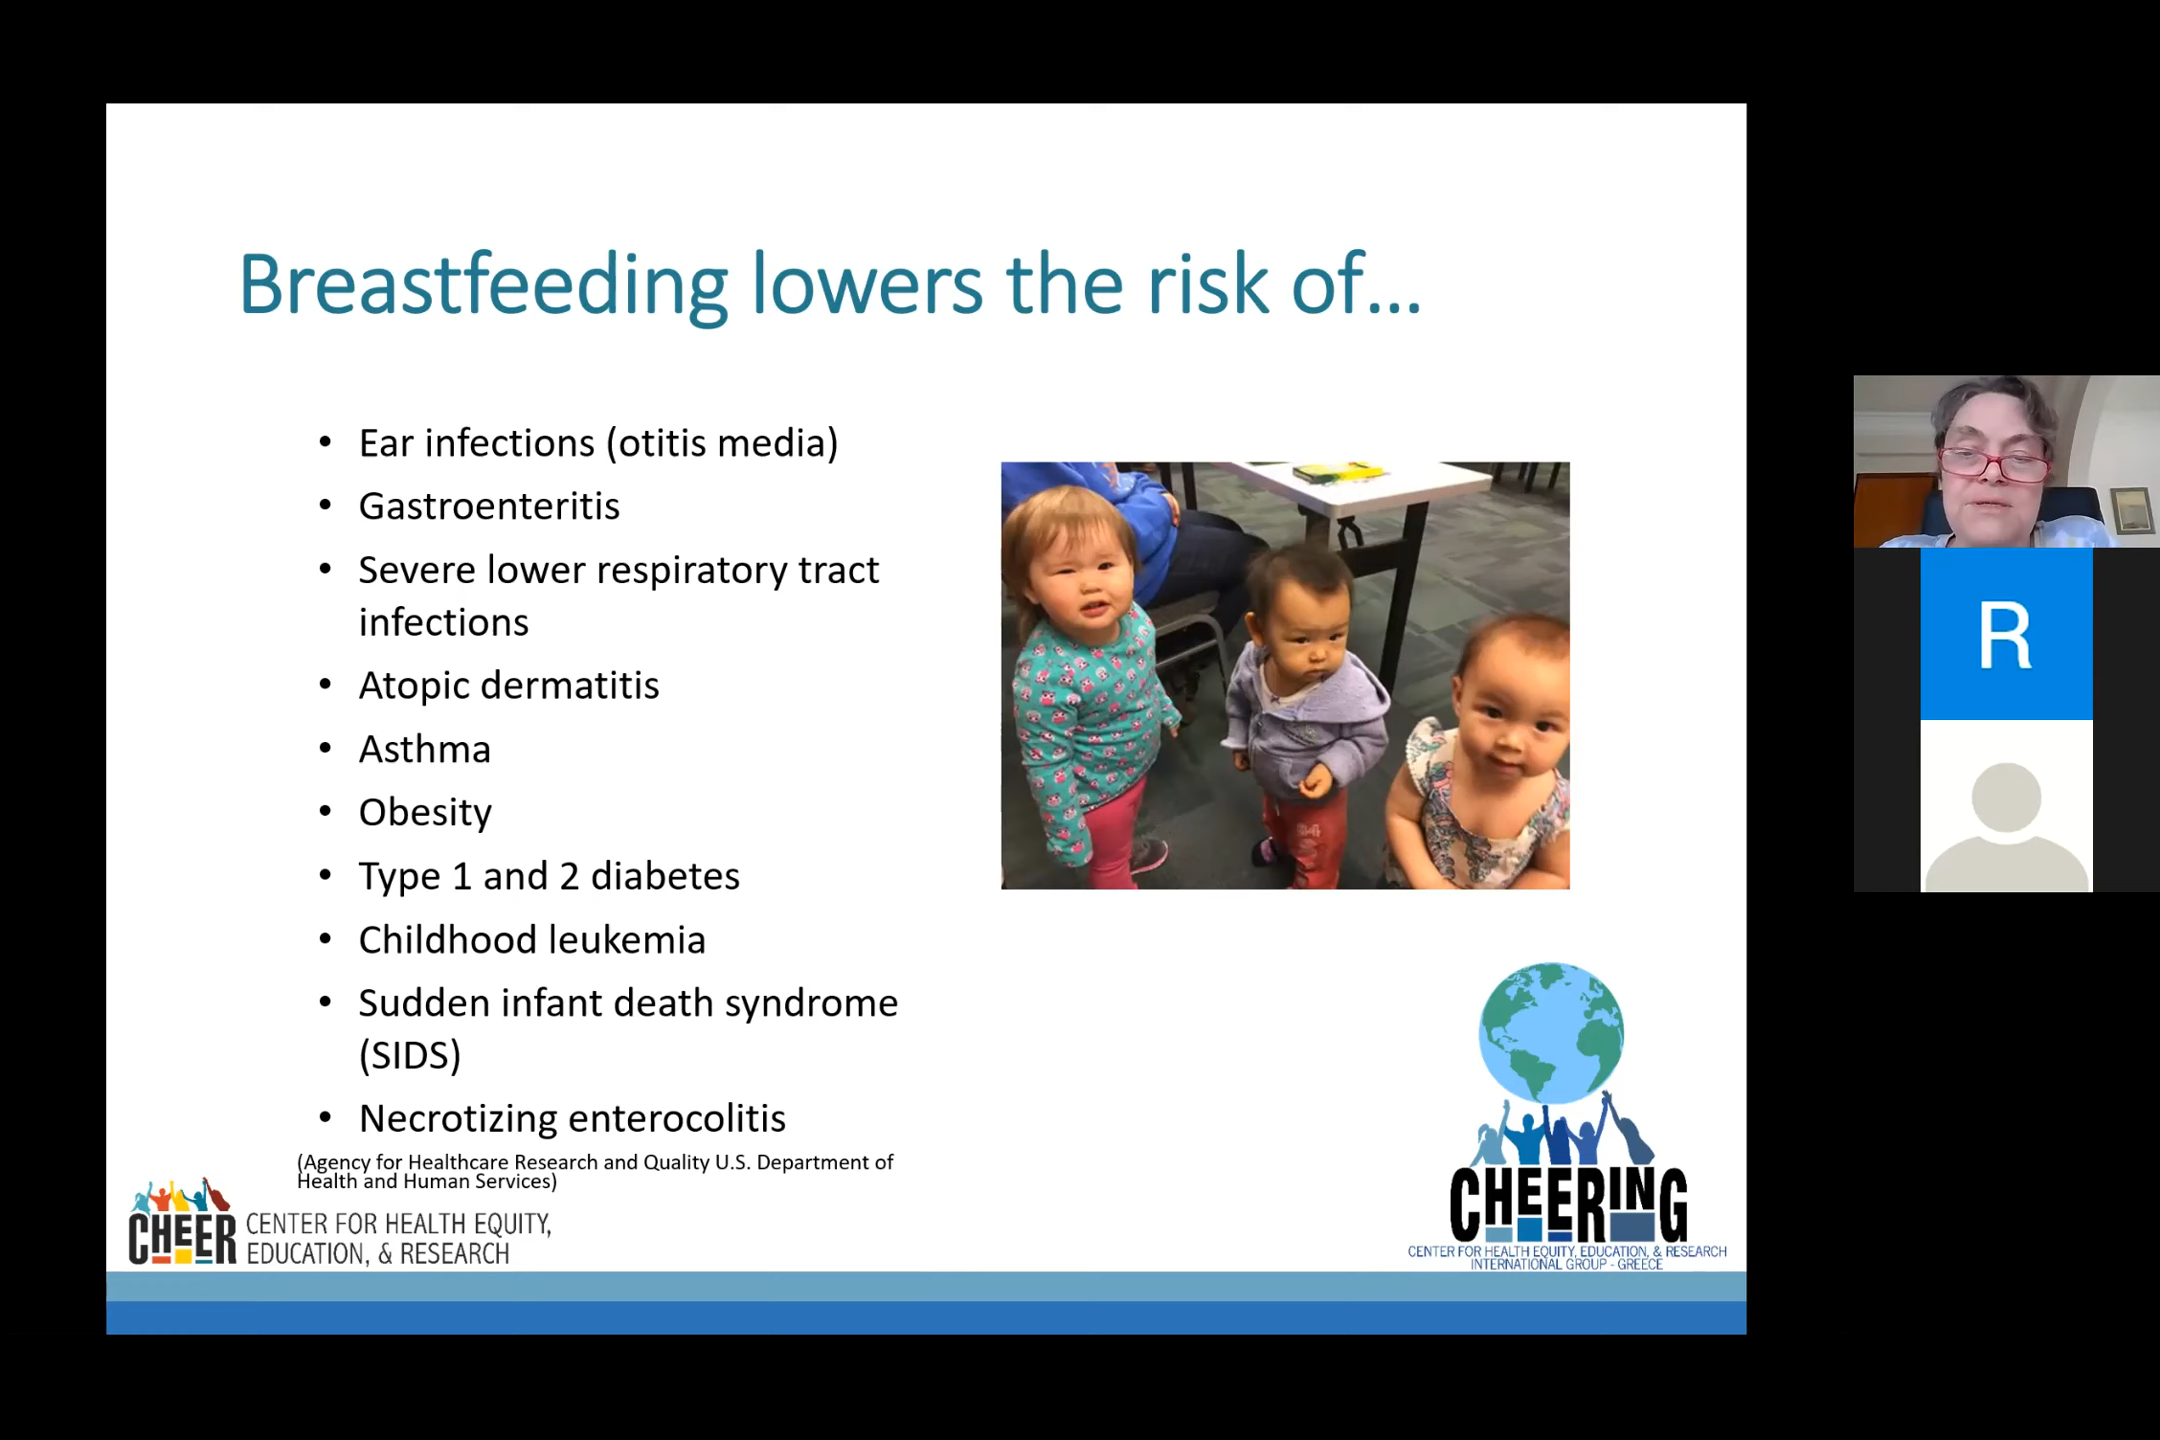 Breastfeeding lowers the risk of...
• Ear infections (otitis media)
• Gastroenteritis
• Severe lower respiratory tract
infections
• Atopic dermatitis
• Asthma
• Obesity
• Type 1 and 2 diabetes
• Childhood leukemia
• Sudden infant death syndrome
(SIDS)
• Necrotizing enterocolitis
(Agency for Healthcare Research and Quality U.S. Department of
Health and Human Services)
CHEER
CENTER FOR HEALTH EQUITY,
EDUCATION, & RESEARCH
CHEERING
CENTER FOR HEALTH EQUITY, EDUCATION, & RESEARCH
INTERNATIONAL GROUP - GREECE
R